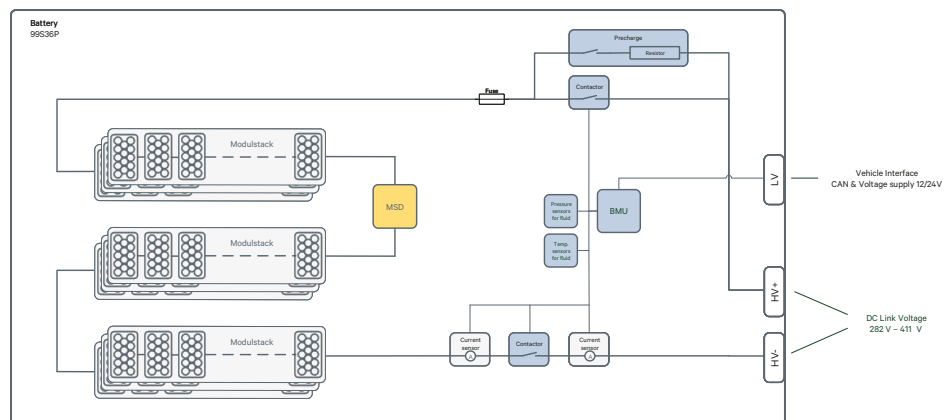 Battery
99S36P
Precharge
Resistor
Fuse
Contactor
Modulstack
MSD
LV
Vehicle Interface
CAN & Voltage supply 12/24V
Pressure
sensors
for fluid
BMU
Temp.
sensors
for fluid
Modulstack
HV+
DC Link Voltage
282 V – 411 V
Modulstack
Current
sensor
A
Contactor
Current
sensor
A
HV-